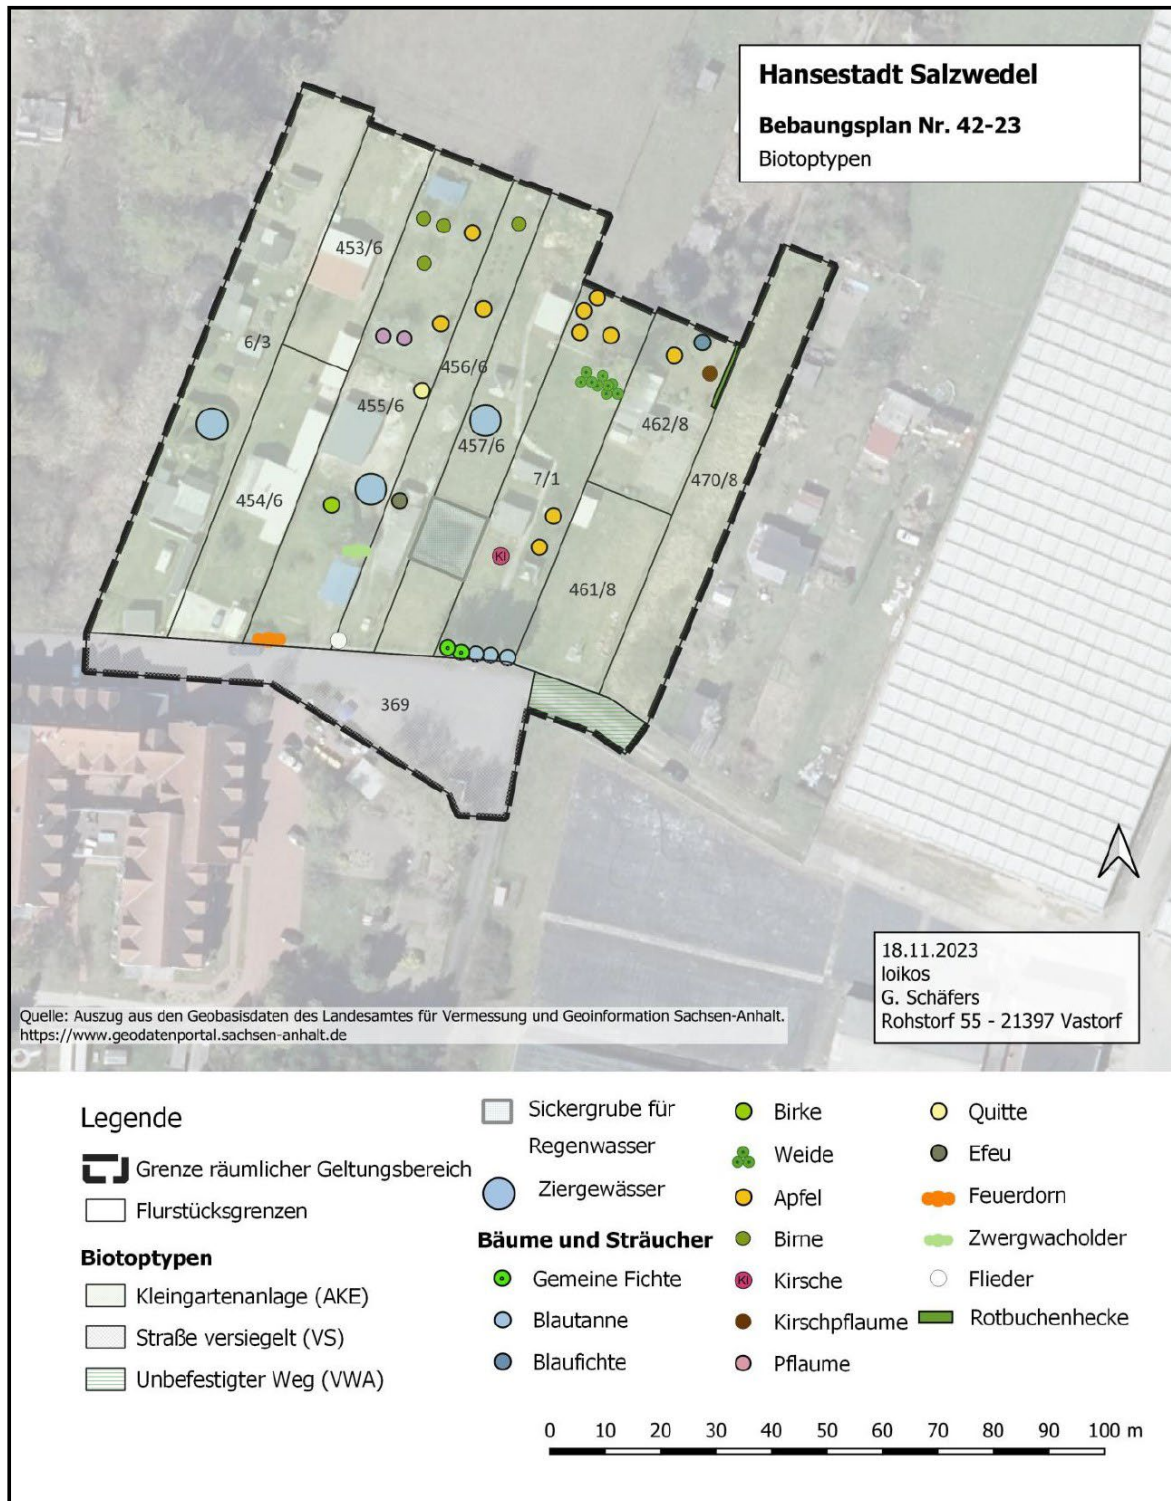 Hansestadt Salzwedel
Bebaungsplan Nr. 42-23
Biotoptypen
453/6
6/3
456/6
455/6
457/6
462/8
7/1
470/8
454/6
KI
461/8
369
18.11.2023
loikos
G. Schäfers
Rohstorf 55 - 21397 Vastorf
Quelle: Auszug aus den Geobasisdaten des Landesamtes für Vermessung und Geoinformation Sachsen-Anhalt.
https://www.geodatenportal.sachsen-anhalt.de
Legende
Grenze räumlicher Geltungsbereich
Flurstücksgrenzen
Biotoptypen
Kleingartenanlage (AKE)
Straße versiegelt (VS)
Unbefestigter Weg (VWA)
Sickergrube für
Regenwasser
Ziergewässer
Bäume und Sträucher
Gemeine Fichte
Blautanne
Blaufichte
Birke
Weide
Apfel
Birne
KI Kirsche
Kirschpflaume
Pflaume
Quitte
Efeu
Feuerdorn
Zwergwacholder
Flieder
Rotbuchenhecke
0 10 20 30 40 50 60 70 80 90 100 m